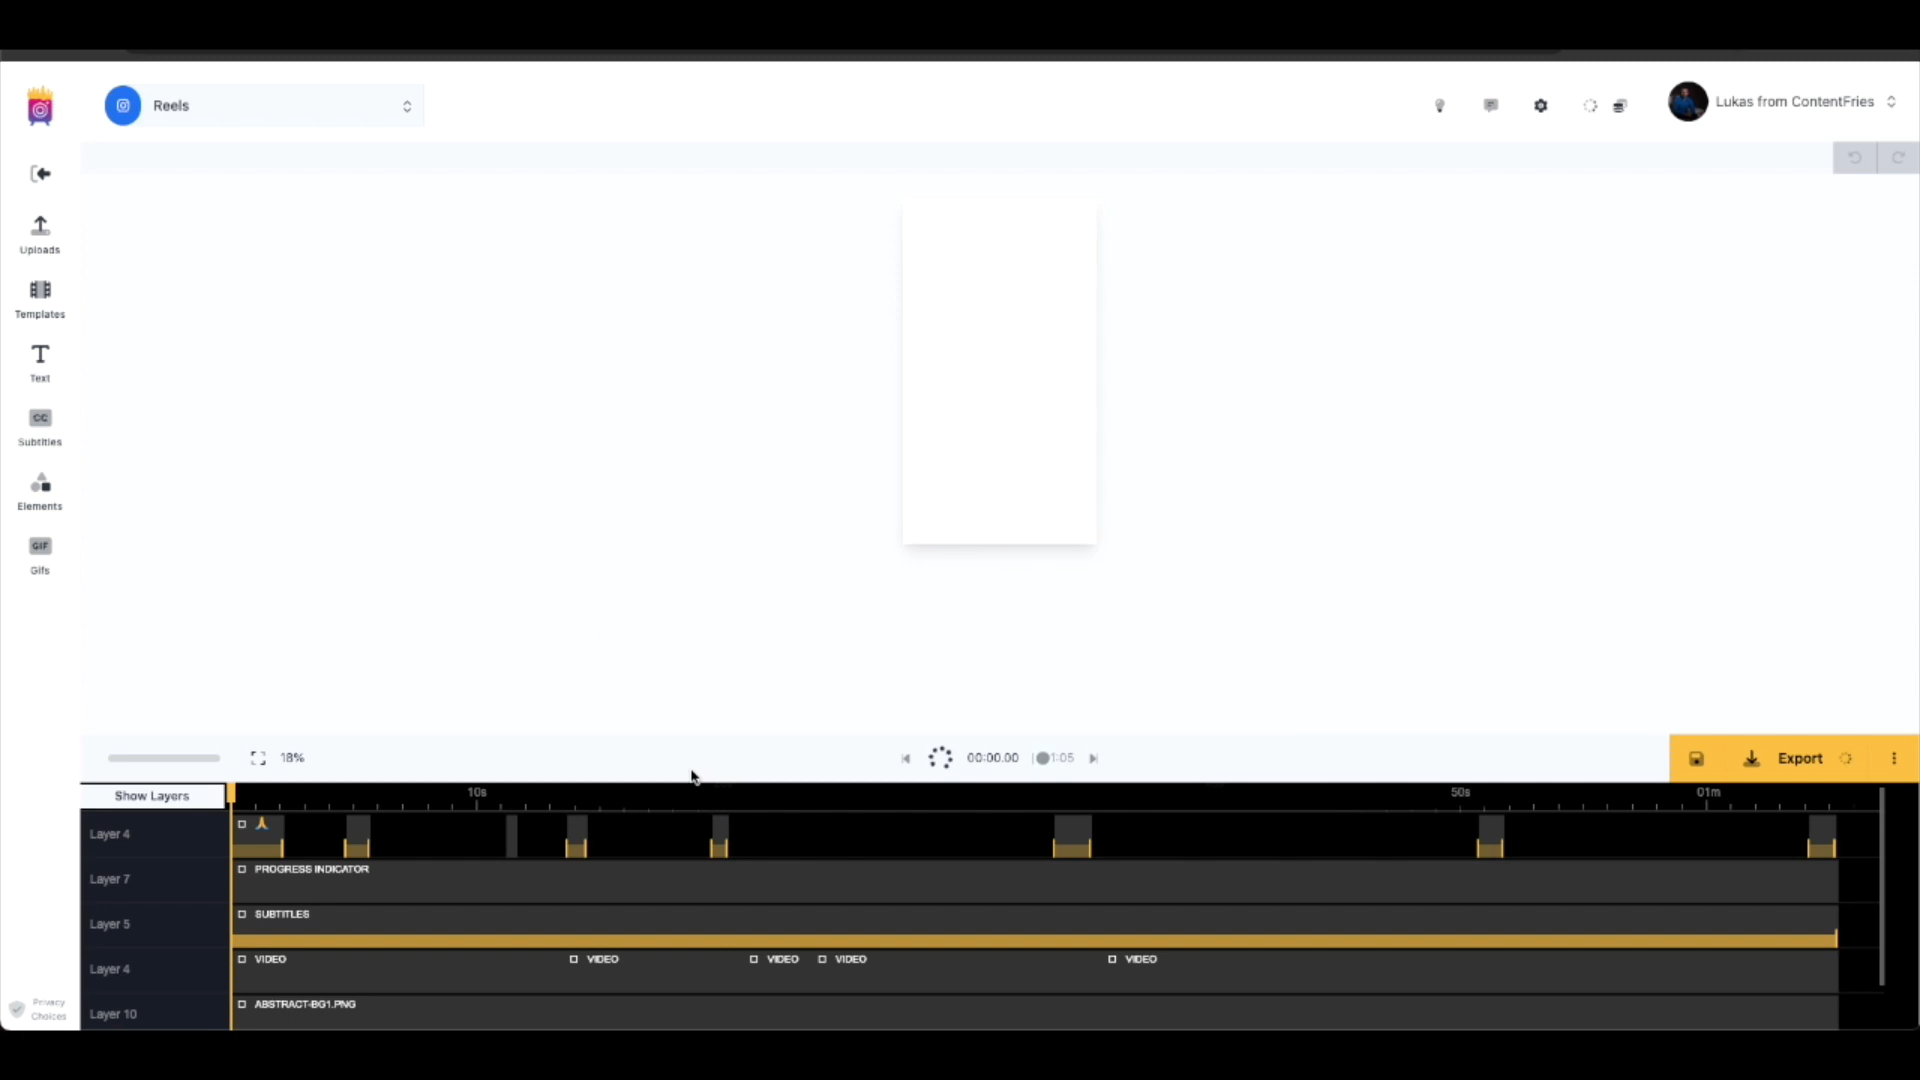 Reels
Lukas from ContentFries
Uploads
Templates
T
Text
CC
Subtitles
Elements
GIF
Gifs
18%
00:00.00
1:05
Export
Show Layers
10s
50s
01m
Layer 4
Layer 7
PROGRESS INDICATOR
Layer 5
SUBTITLES
Layer 4
VIDEO VIDEO VIDEO VIDEO VIDEO
Layer 10
ABSTRACT-BG1.PNG
Privacy
Choices